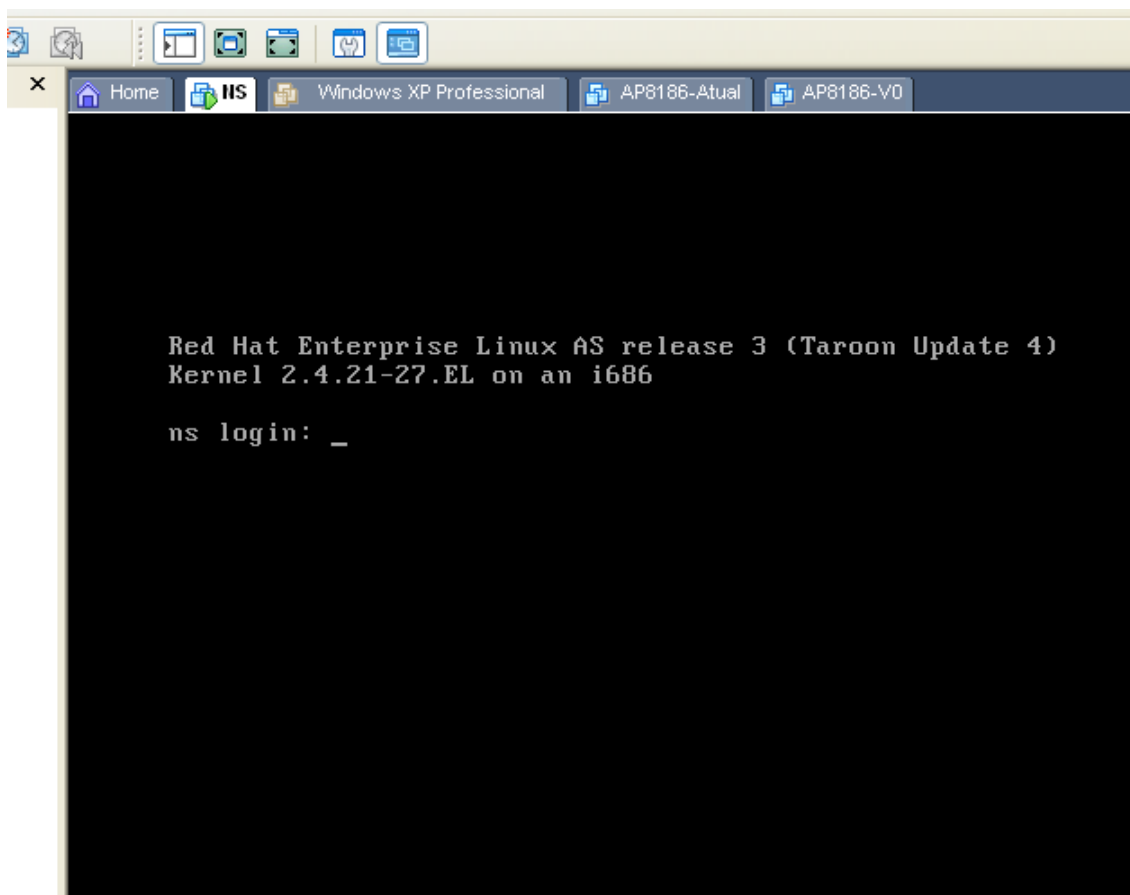 Home NS Windows XP Professional AP8186-Atual AP8186-V0
Red Hat Enterprise Linux AS release 3 (Taroon Update 4)
Kernel 2.4.21-27.EL on an i686
ns login: _